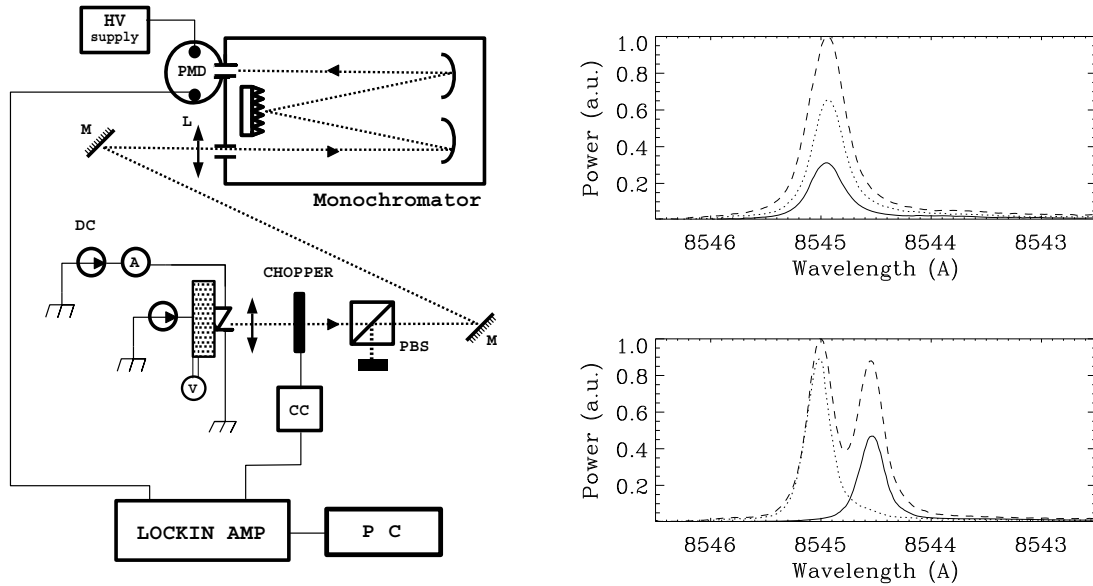 HV
supply
PMD
M
L
Monochromator
DC
A
CHOPPER
PBS
M
V
CC
LOCKIN AMP
P C
Power (a.u.)
1.0
0.8
0.6
0.4
0.2
8546 8545 8544 8543
Wavelength (A)
Power (a.u.)
1.0
0.8
0.6
0.4
0.2
8546 8545 8544 8543
Wavelength (A)